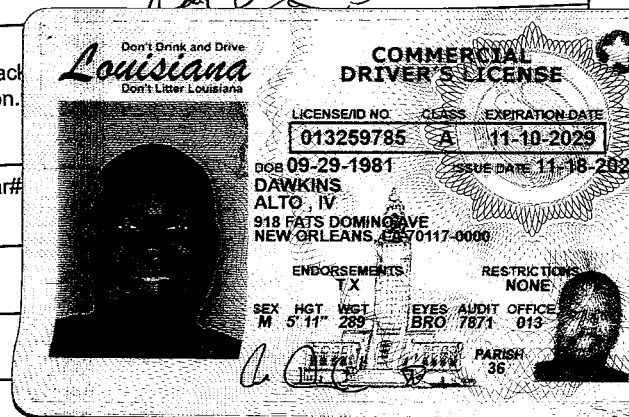 Don't Drink and Drive
Louisiana
Don't Litter Louisiana
COMMERCIAL
DRIVER'S LICENSE
LICENSE/ID NO. CLASS EXPIRATION DATE
013259785 A 11-10-2029
DOB 09-29-1981 ISSUE DATE 11-18-202
DAWKINS
ALTO , IV
918 FATS DOMINO AVE
NEW ORLEANS, LA 70117-0000
ENDORSEMENTS RESTRICTIONS
T X NONE
SEX HGT WGT EYES AUDIT OFFICE
M 5'11" 289 BRO 7871 013
PARISH
36